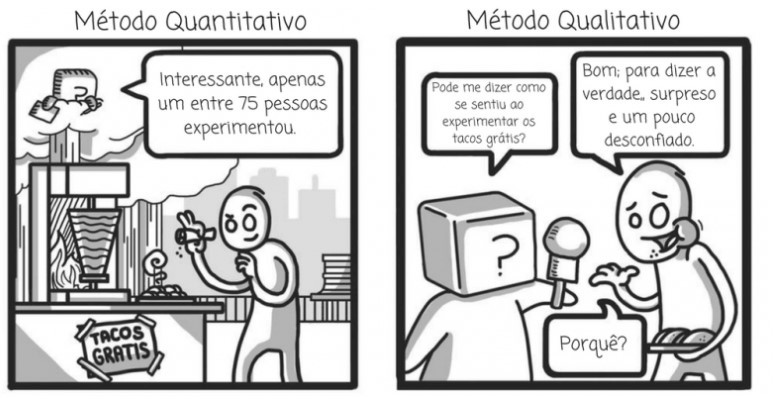 Método Quantitativo
Interessante, apenas
um entre 75 pessoas
experimentou.
?
TACOS
GRATIS
Método Qualitativo
Pode me dizer como
se sentiu ao
experimentar os
tacos grátis?
Bom; para dizer a
verdade,, surpreso
e um pouco
desconfiado.
?
Porquê?